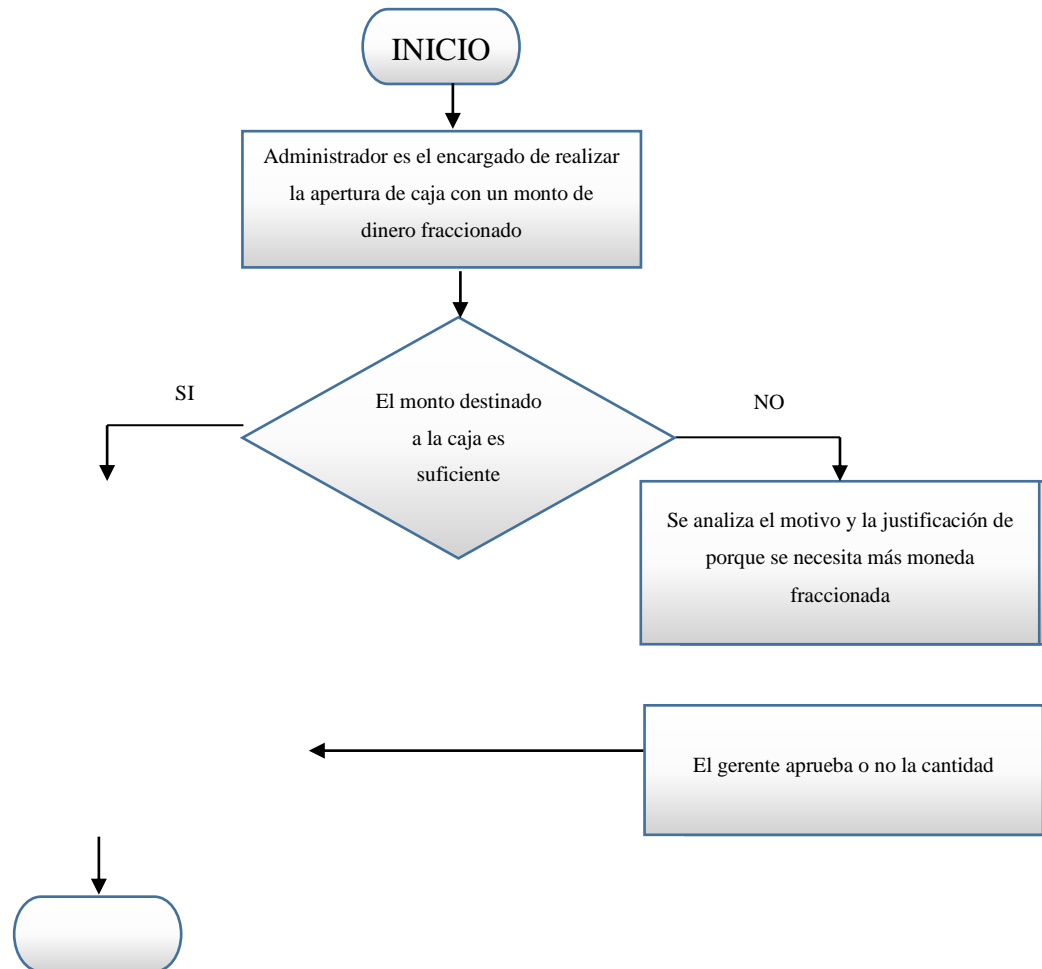 INICIO
Administrador es el encargado de realizar
la apertura de caja con un monto de
dinero fraccionado
El monto destinado
a la caja es
suficiente
SI
NO
Se analiza el motivo y la justificación de
porque se necesita más moneda
fraccionada
El gerente aprueba o no la cantidad